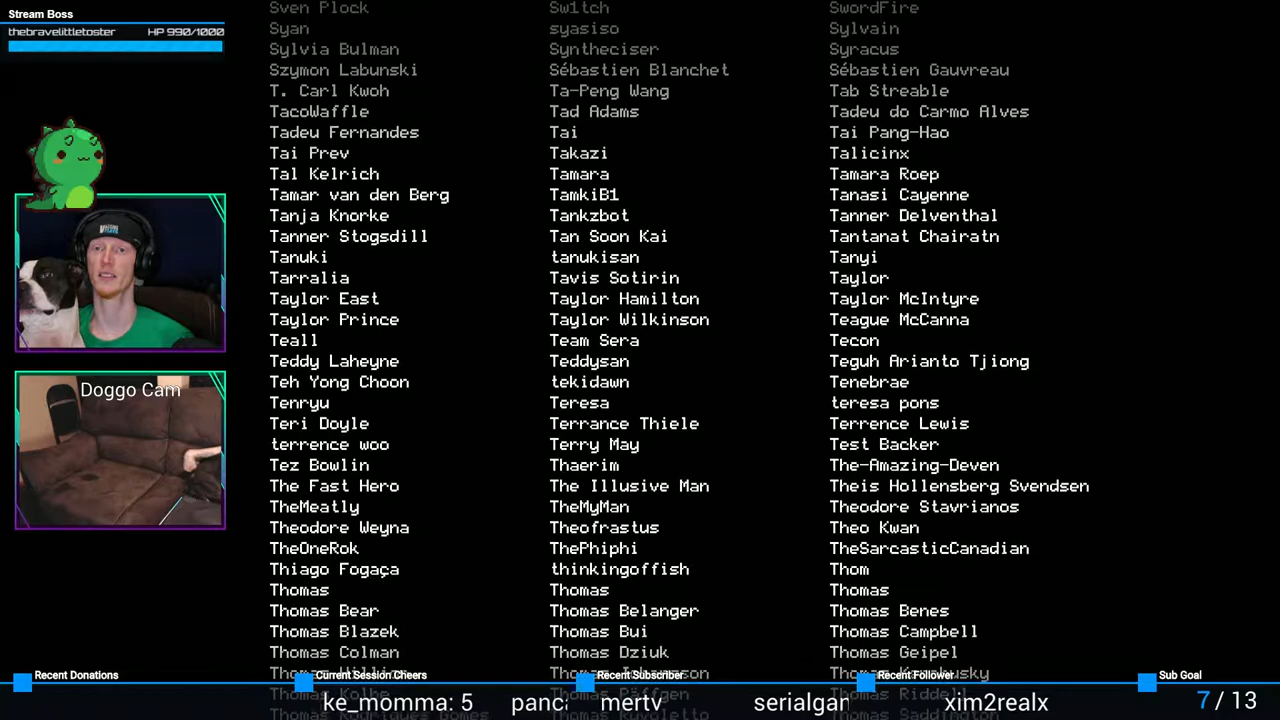 Stream Boss
thebravelittletoster HP 990/1000
Doggo Cam
Sven Plock Sw1tch SwordFire
Syan syasiso Sylvain
Sylvia Bulman Syntheciser Syracus
Szymon Labunski Sébastien Blanchet Sébastien Gauvreau
T. Carl Kwoh Ta-Peng Wang Tab Streable
TacoWaffle Tad Adams Tadeu do Carmo Alves
Tadeu Fernandes Tai Tai Pang-Hao
Tai Prev Takazi Talicinx
Tal Kelrich Tamara Tamara Roep
Tamar van den Berg TamkiB1 Tanasi Cayenne
Tanja Knorke Tankzbot Tanner Delventhal
Tanner Stogsdill Tan Soon Kai Tantanat Chairatn
Tanuki tanukisan Tanyi
Tarralia Tavis Sotirin Taylor
Taylor East Taylor Hamilton Taylor McIntyre
Taylor Prince Taylor Wilkinson Teague McCanna
Teall Team Sera Tecon
Teddy Laheyne Teddysan Teguh Arianto Tjiong
Teh Yong Choon tekidawn Tenebrae
Tenryu Teresa teresa pons
Teri Doyle Terrance Thiele Terrence Lewis
terrence woo Terry May Test Backer
Tez Bowlin Thaerim The-Amazing-Deven
The Fast Hero The Illusive Man Theis Hollensberg Svendsen
TheMeatly TheMyMan Theodore Stavrianos
Theodore Weyna Theofrastus Theo Kwan
TheOneRok ThePhiphi TheSarcasticCanadian
Thiago Fogaça thinkingoffish Thom
Thomas Thomas Thomas
Thomas Bear Thomas Belanger Thomas Benes
Thomas Blazek Thomas Bui Thomas Campbell
Thomas Colman Thomas Dziuk Thomas Geipel
Recent Donations Current Session Cheers Recent Subscriber Recent Follower Sub Goal
ke_momma: 5 panc mertv serialgar xim2realx 7 / 13